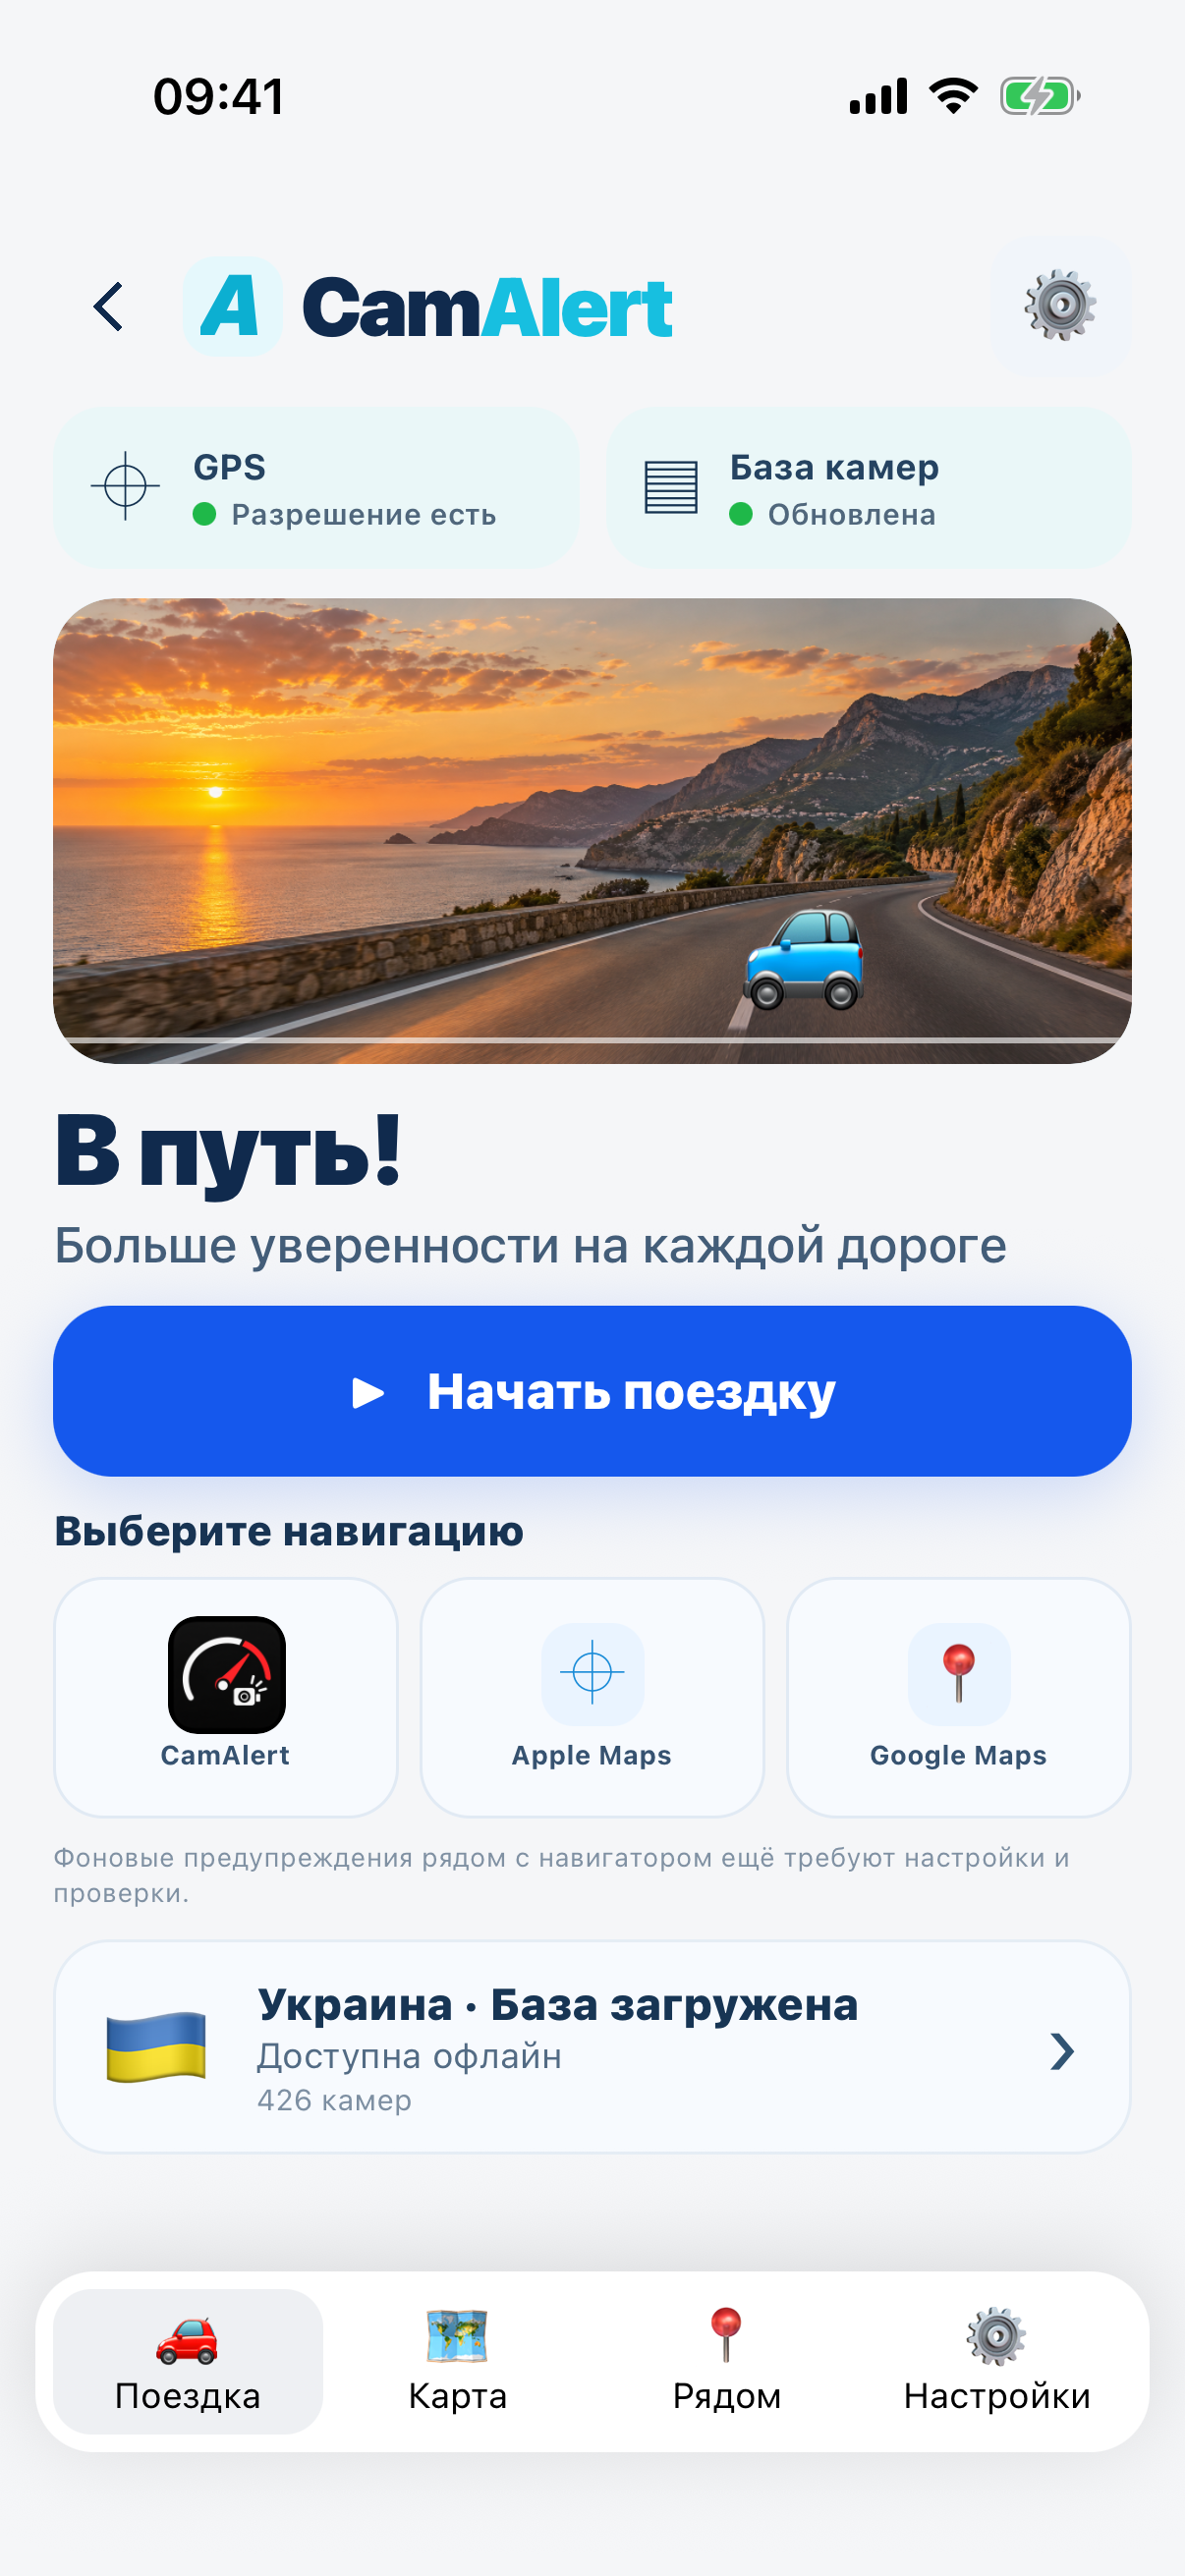 09:41
A CamAlert
GPS
Разрешение есть
База камер
Обновлена
В путь!
Больше уверенности на каждой дороге
Начать поездку
Выберите навигацию
CamAlert
Apple Maps
Google Maps
Фоновые предупреждения рядом с навигатором ещё требуют настройки и
проверки.
Украина · База загружена
Доступна офлайн
426 камер
Поездка
Карта
Рядом
Настройки